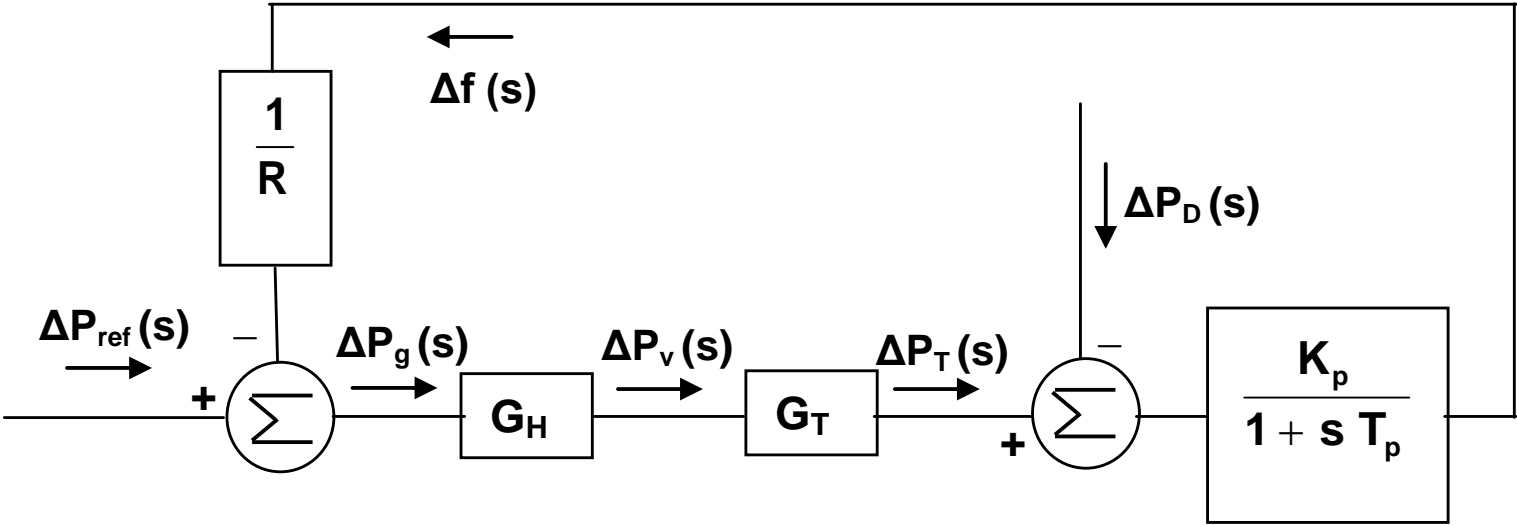 Δf (s)
1
R
ΔP_D (s)
ΔP_ref (s)
−
ΔP_g (s)
ΔP_v (s)
ΔP_T (s)
−
+
∑
G_H
G_T
+
∑
K_p
1 + s T_p